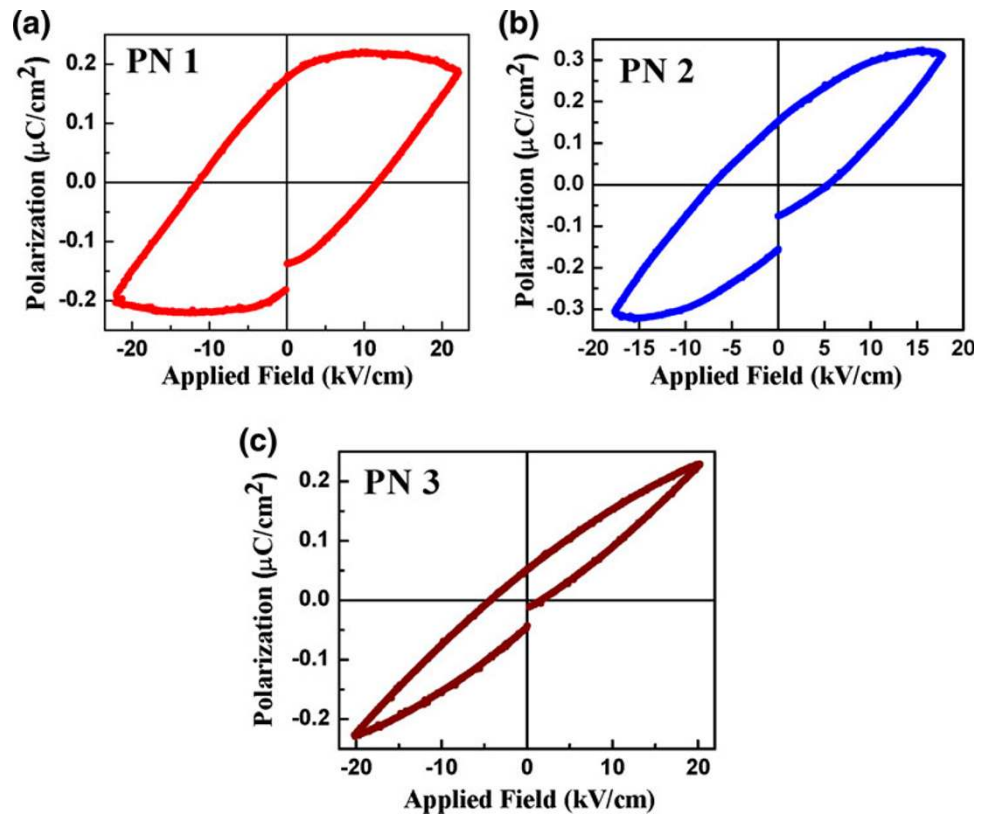 (a)
PN 1
Polarization (μC/cm²)
0.2
0.1
0.0
-0.1
-0.2
-20 -10 0 10 20
Applied Field (kV/cm)
(b)
PN 2
Polarization (μC/cm²)
0.3
0.2
0.1
0.0
-0.1
-0.2
-0.3
-20 -15 -10 -5 0 5 10 15 20
Applied Field (kV/cm)
(c)
PN 3
Polarization (μC/cm²)
0.2
0.1
0.0
-0.1
-0.2
-20 -10 0 10 20
Applied Field (kV/cm)